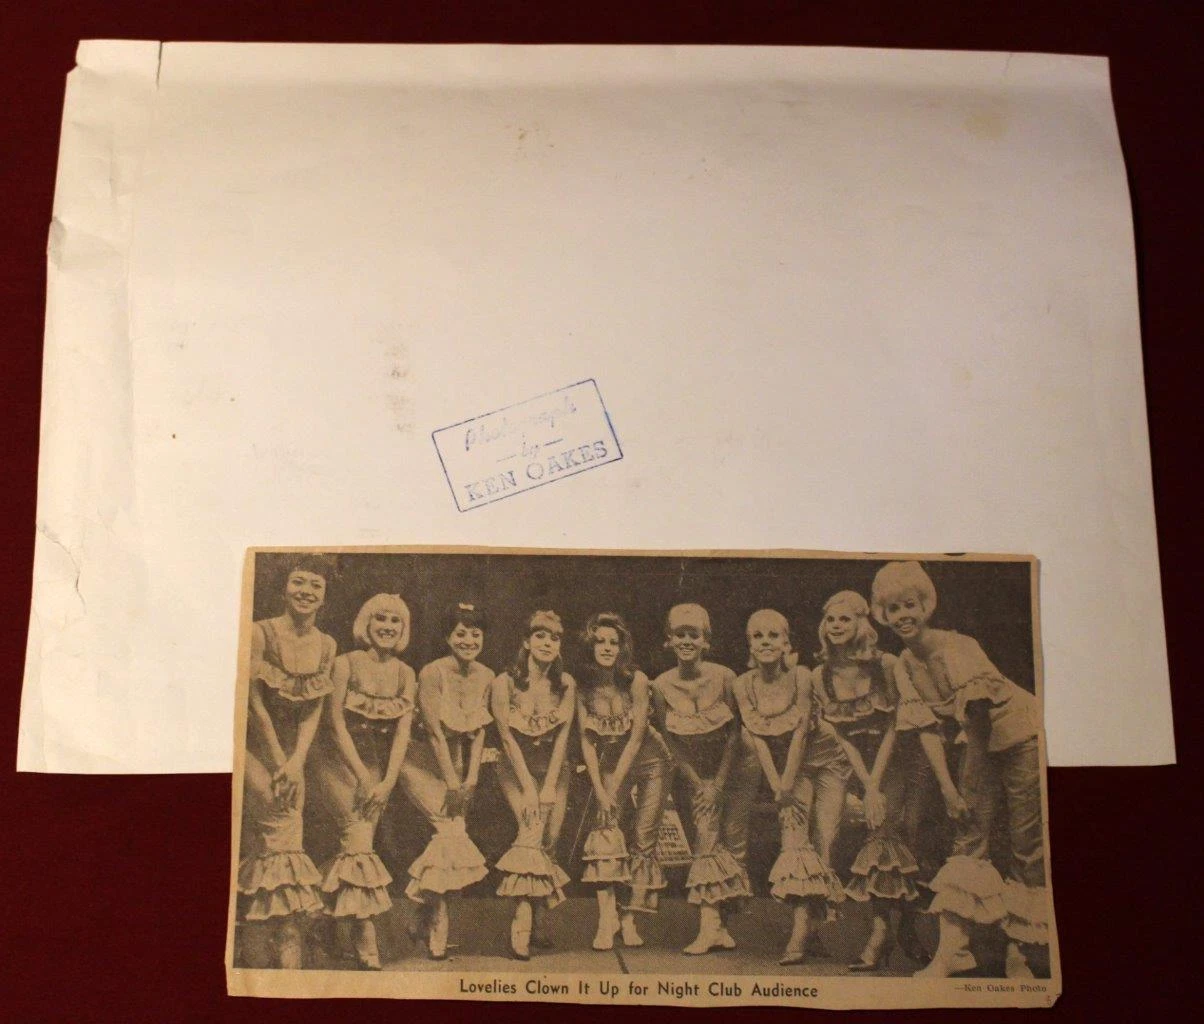 Photograph
— by —
KEN OAKES
Lovelies Clown It Up for Night Club Audience
—Ken Oakes Photo